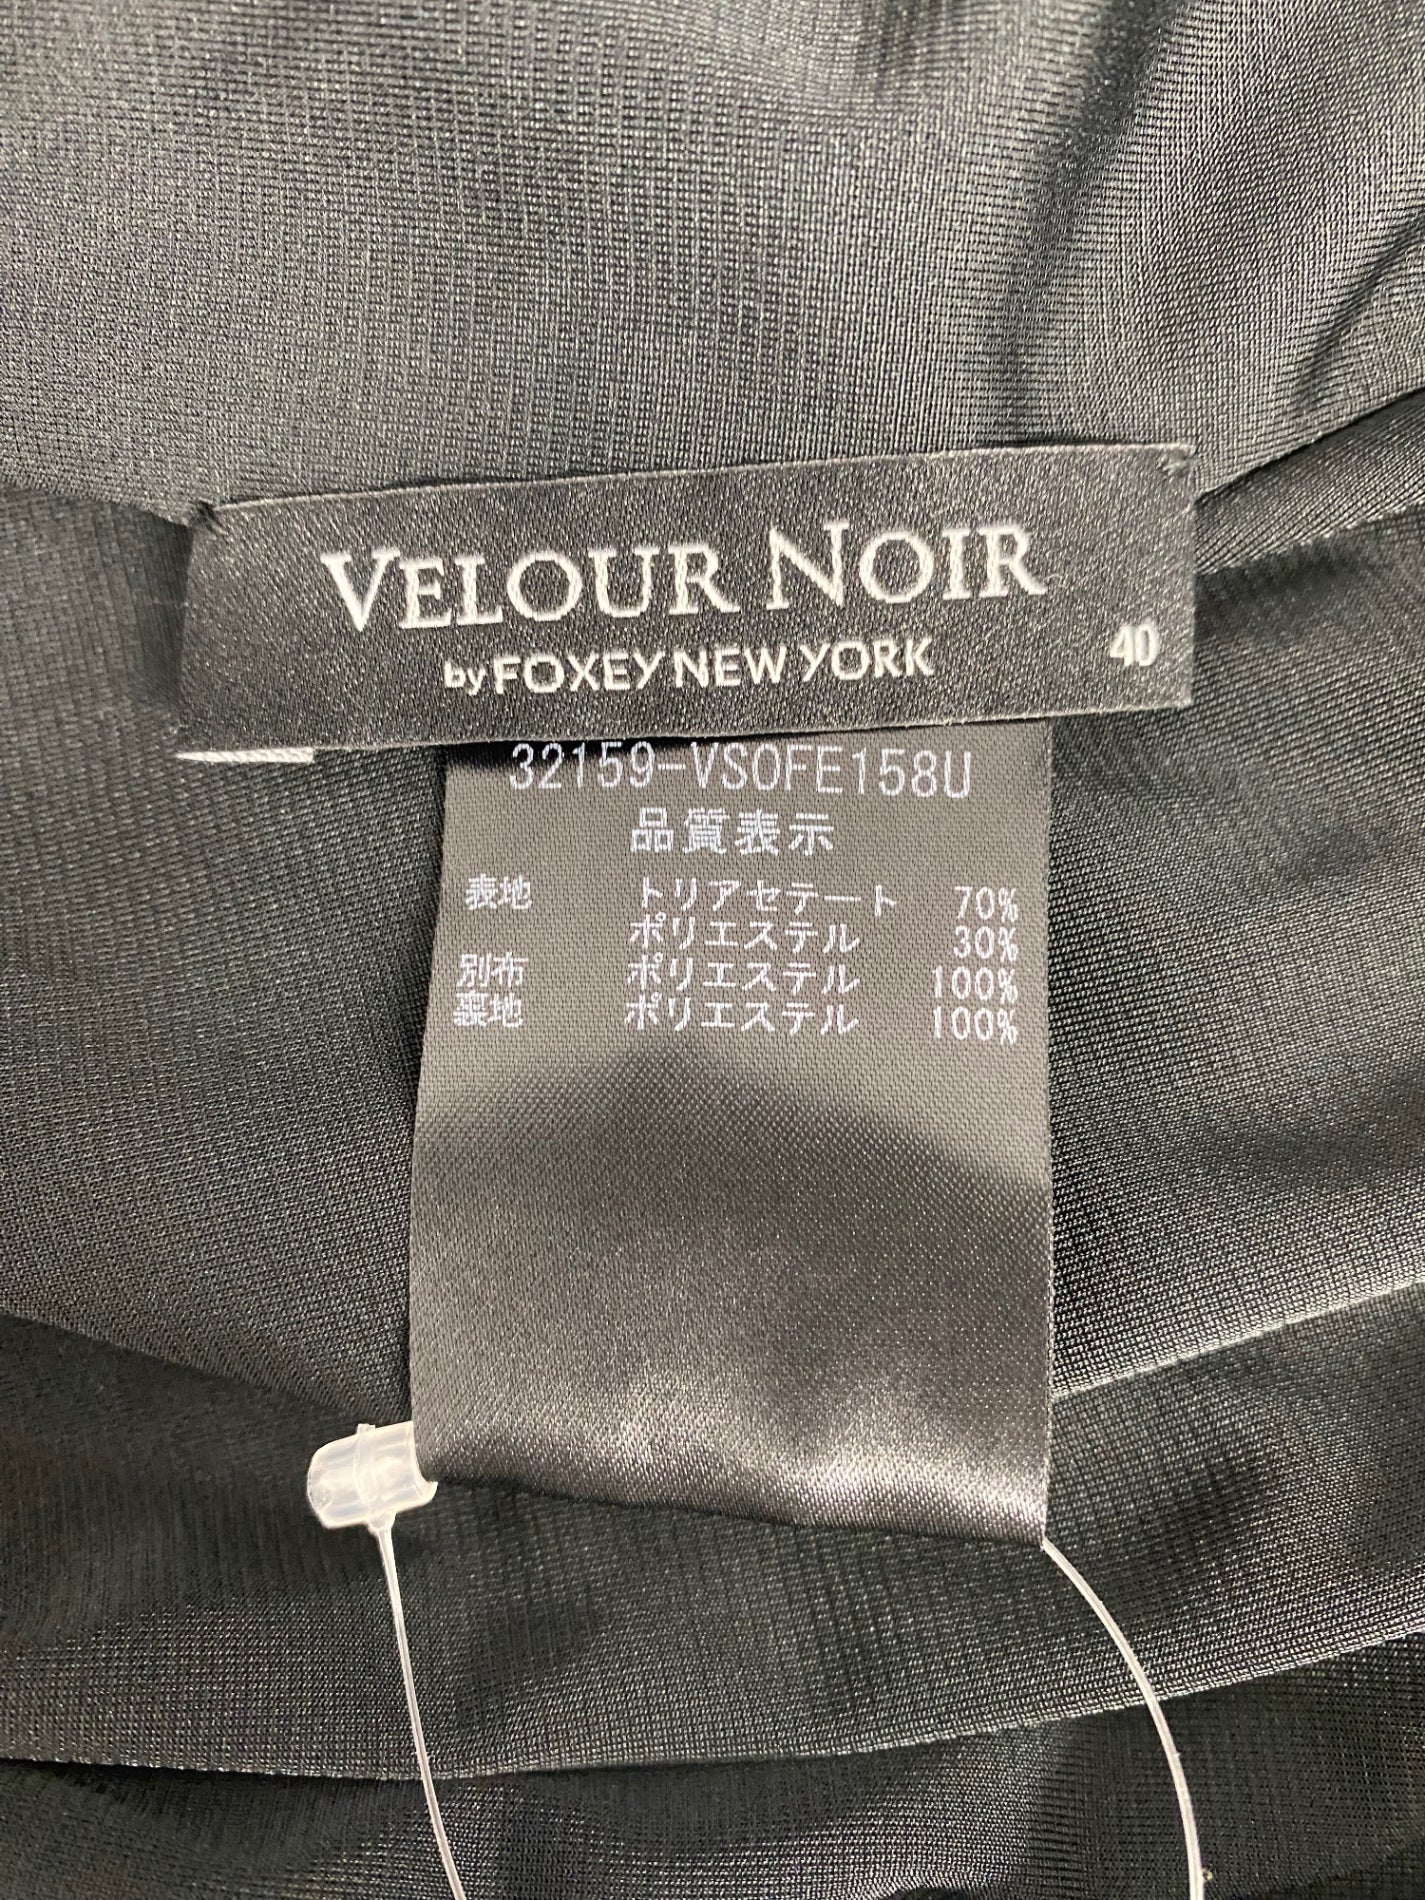 VELOUR NOIR
by FOXEY NEW YORK 40
32159-VSOFE158U
品質表示
表地 トリアセテート 70%
ポリエステル 30%
別布 ポリエステル 100%
裏地 ポリエステル 100%